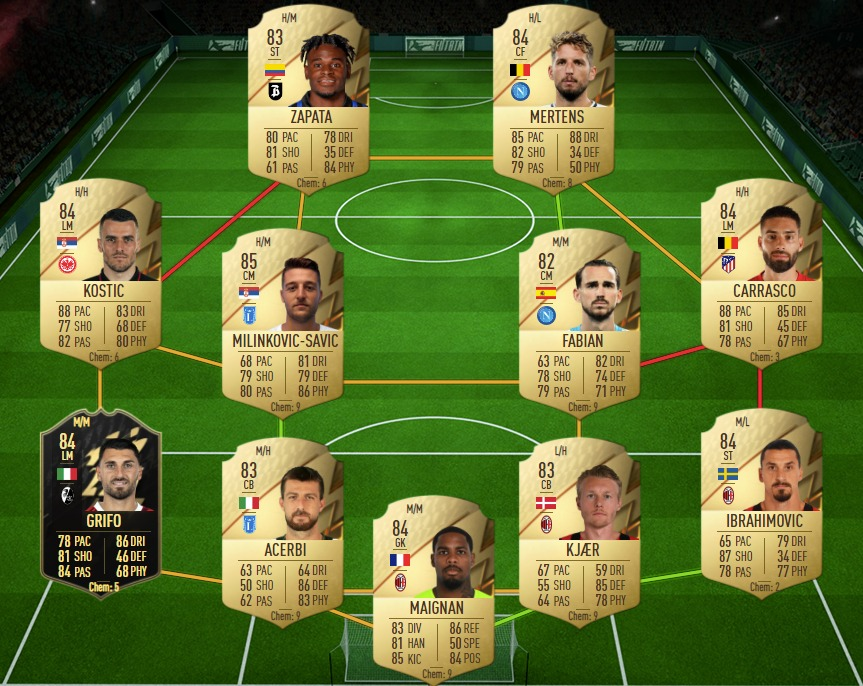 H/M
83
ST
ZAPATA
80 PAC 78 DRI
81 SHO 35 DEF
61 PAS 84 PHY
Chem: 6
H/L
84
CF
MERTENS
85 PAC 88 DRI
82 SHO 34 DEF
79 PAS 50 PHY
Chem: 8
H/H
84
LM
KOSTIC
88 PAC 83 DRI
77 SHO 68 DEF
82 PAS 80 PHY
Chem: 6
H/M
85
CM
MILINKOVIC-SAVIC
68 PAC 81 DRI
79 SHO 79 DEF
80 PAS 86 PHY
Chem: 9
M/M
82
CM
FABIAN
63 PAC 82 DRI
78 SHO 74 DEF
79 PAS 71 PHY
Chem: 9
H/H
84
LM
CARRASCO
88 PAC 85 DRI
81 SHO 45 DEF
78 PAS 67 PHY
Chem: 3
M/M
84
LM
GRIFO
78 PAC 86 DRI
81 SHO 46 DEF
84 PAS 68 PHY
Chem: 5
M/H
83
CB
ACERBI
63 PAC 64 DRI
50 SHO 86 DEF
62 PAS 83 PHY
Chem: 9
M/M
84
GK
MAIGNAN
83 DIV 86 REF
81 HAN 50 SPE
85 KIC 84 POS
Chem: 9
L/H
83
CB
KJÆR
67 PAC 59 DRI
55 SHO 85 DEF
64 PAS 78 PHY
Chem: 9
M/L
84
ST
IBRAHIMOVIC
65 PAC 79 DRI
87 SHO 34 DEF
78 PAS 77 PHY
Chem: 2